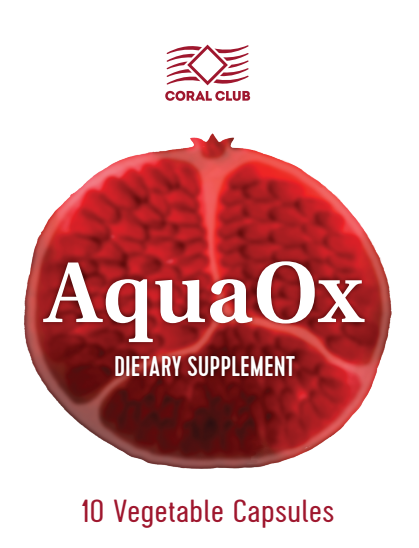 CORAL CLUB
AquaOx
DIETARY SUPPLEMENT
10 Vegetable Capsules